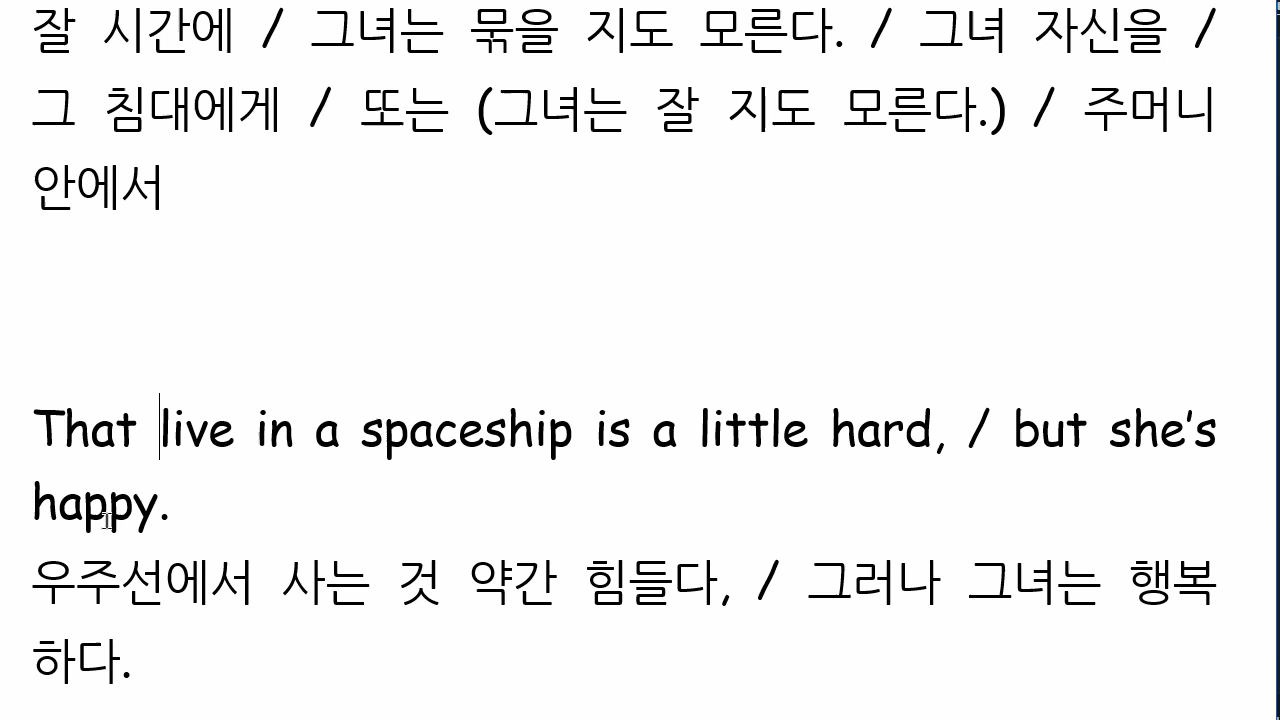 잘 시간에 / 그녀는 묶을 지도 모른다. / 그녀 자신을 /
그 침대에게 / 또는 (그녀는 잘 지도 모른다.) / 주머니
안에서
That live in a spaceship is a little hard, / but she’s
happy.
우주선에서 사는 것 약간 힘들다, / 그러나 그녀는 행복
하다.